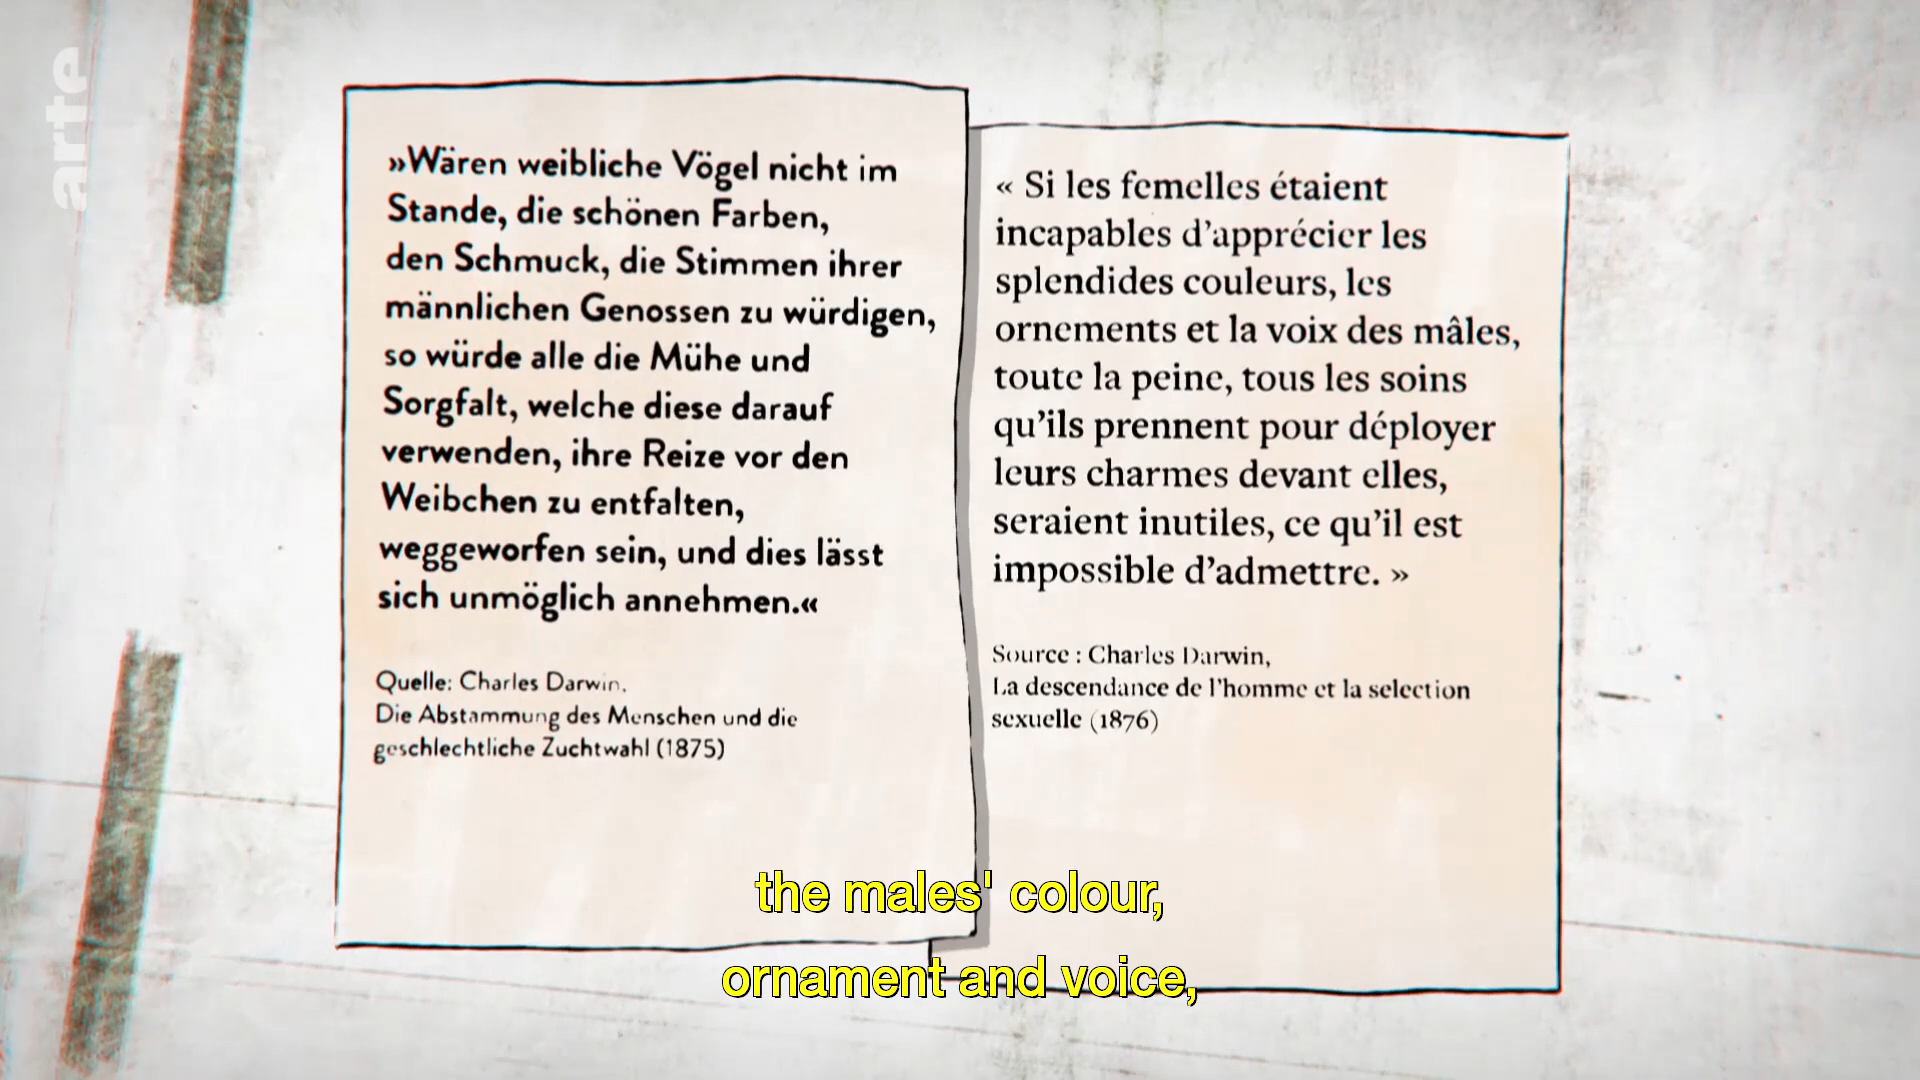 arte
»Wären weibliche Vögel nicht im
Stande, die schönen Farben,
den Schmuck, die Stimmen ihrer
männlichen Genossen zu würdigen,
so würde alle die Mühe und
Sorgfalt, welche diese darauf
verwenden, ihre Reize vor den
Weibchen zu entfalten,
weggeworfen sein, und dies lässt
sich unmöglich annehmen.«
Quelle: Charles Darwin,
Die Abstammung des Menschen und die
geschlechtliche Zuchtwahl (1875)
« Si les femelles étaient
incapables d'apprécier les
splendides couleurs, les
ornements et la voix des mâles,
toute la peine, tous les soins
qu'ils prennent pour déployer
leurs charmes devant elles,
seraient inutiles, ce qu'il est
impossible d'admettre. »
Source : Charles Darwin,
La descendance de l'homme et la selection
sexuelle (1876)
the males' colour,
ornament and voice,